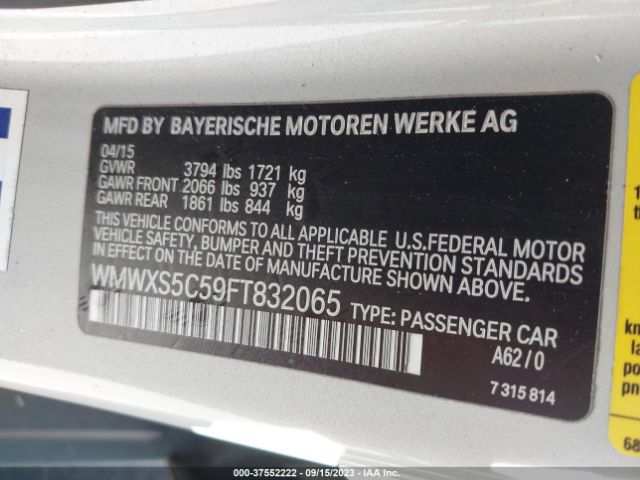 MFD BY BAYERISCHE MOTOREN WERKE AG
04/15
GVWR 3794 lbs 1721 kg
GAWR FRONT 2066 lbs 937 kg
GAWR REAR 1861 lbs 844 kg
THIS VEHICLE CONFORMS TO ALL APPLICABLE U.S.FEDERAL MOTOR
VEHICLE SAFETY, BUMPER AND THEFT PREVENTION STANDARDS
IN EFFECT ON THE DATE OF MANUFACTURE SHOWN ABOVE.
WMWXS5C59FT832065 TYPE: PASSENGER CAR
A62/0
7 315 814
000-37552222 - 09/15/2023 - IAA Inc.